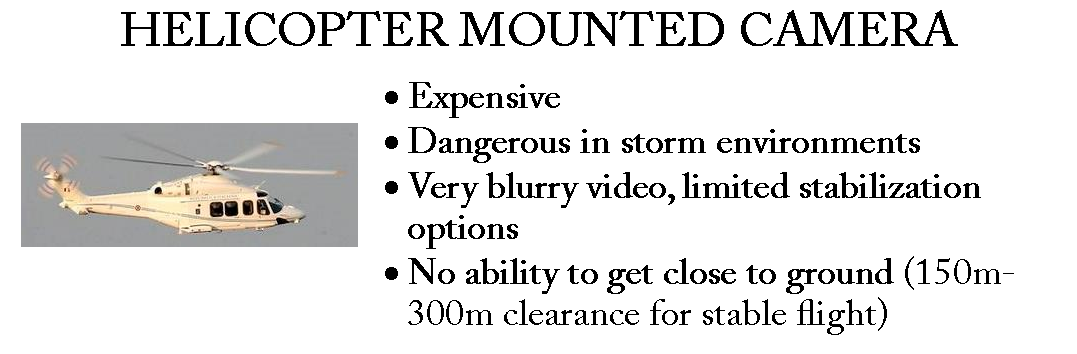 HELICOPTER MOUNTED CAMERA
• Expensive
• Dangerous in storm environments
• Very blurry video, limited stabilization
options
• No ability to get close to ground (150m-
300m clearance for stable flight)